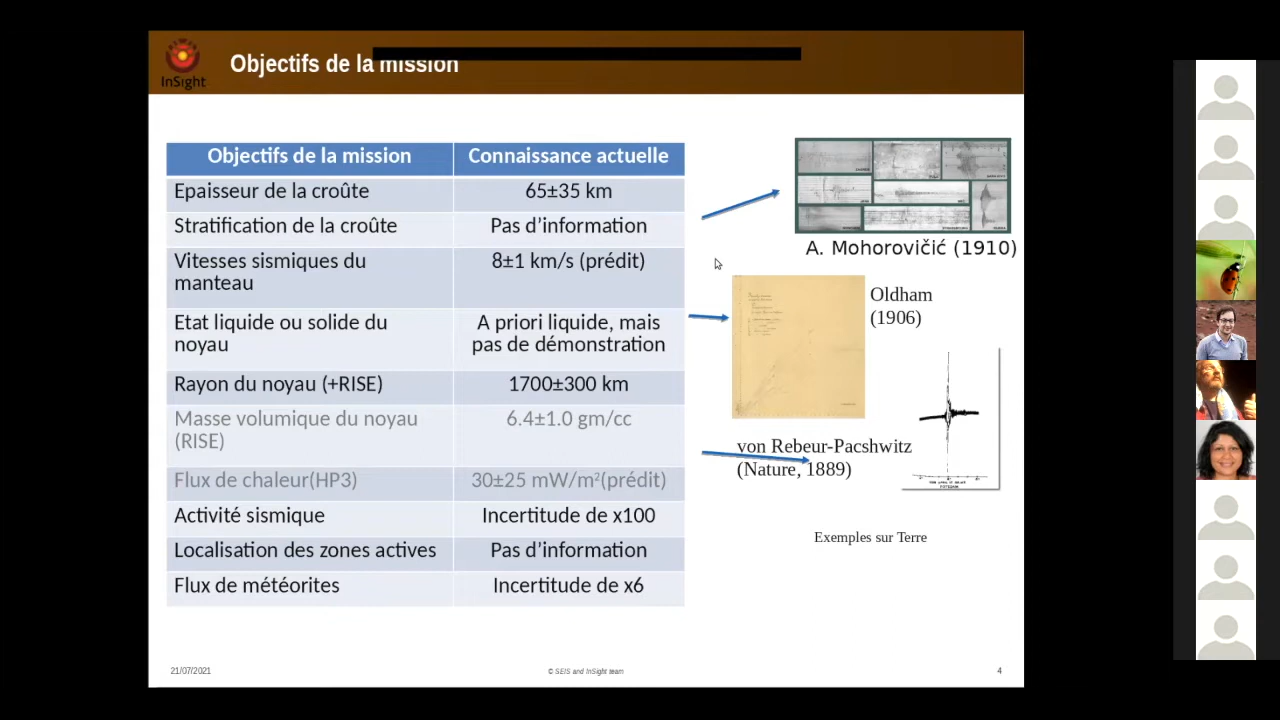 InSight
Objectifs de la mission
Objectifs de la mission
Connaissance actuelle
Epaisseur de la croûte
65±35 km
Stratification de la croûte
Pas d’information
Vitesses sismiques du
manteau
8±1 km/s (prédit)
Etat liquide ou solide du
noyau
A priori liquide, mais
pas de démonstration
Rayon du noyau (+RISE)
1700±300 km
Masse volumique du noyau
(RISE)
6.4±1.0 gm/cc
Flux de chaleur(HP3)
30±25 mW/m²(prédit)
Activité sismique
Incertitude de x100
Localisation des zones actives
Pas d’information
Flux de météorites
Incertitude de x6
A. Mohorovičić (1910)
Oldham
(1906)
von Rebeur-Pacshwitz
(Nature, 1889)
Exemples sur Terre
21/07/2021
© SEIS and InSight team
4